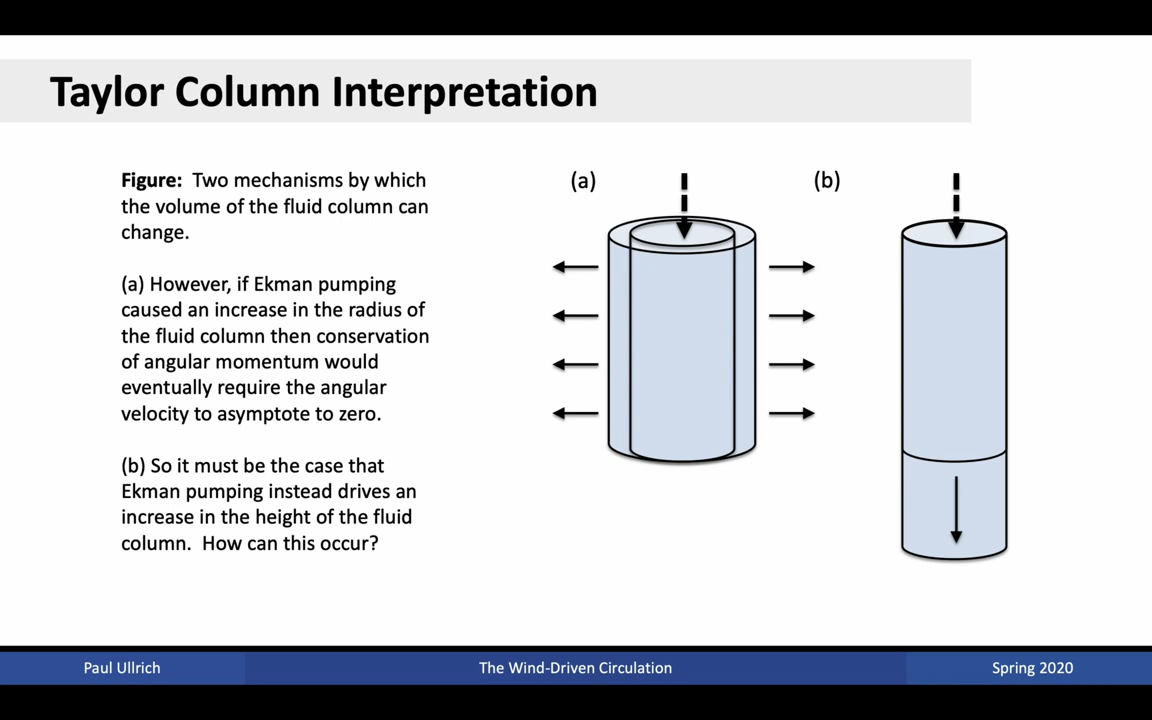 Taylor Column Interpretation
Figure: Two mechanisms by which
the volume of the fluid column can
change.
(a) However, if Ekman pumping
caused an increase in the radius of
the fluid column then conservation
of angular momentum would
eventually require the angular
velocity to asymptote to zero.
(b) So it must be the case that
Ekman pumping instead drives an
increase in the height of the fluid
column. How can this occur?
(a)
(b)
Paul Ullrich
The Wind-Driven Circulation
Spring 2020